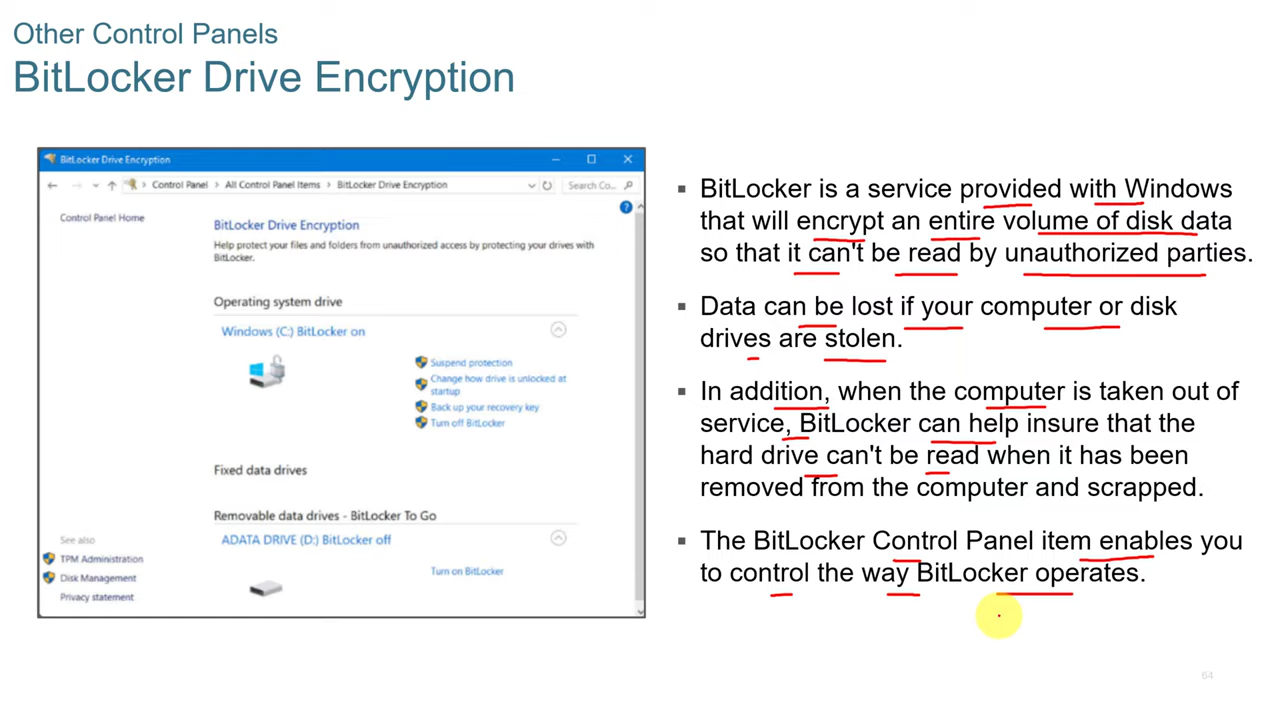 Other Control Panels
BitLocker Drive Encryption
BitLocker Drive Encryption
Control Panel > All Control Panel Items > BitLocker Drive Encryption
Search Co...
Control Panel Home
BitLocker Drive Encryption
Help protect your files and folders from unauthorized access by protecting your drives with
BitLocker.
Operating system drive
Windows (C:) BitLocker on
Suspend protection
Change how drive is unlocked at
startup
Back up your recovery key
Turn off BitLocker
Fixed data drives
Removable data drives - BitLocker To Go
ADATA DRIVE (D:) BitLocker off
Turn on BitLocker
See also
TPM Administration
Disk Management
Privacy statement
▪ BitLocker is a service provided with Windows
that will encrypt an entire volume of disk data
so that it can't be read by unauthorized parties.
▪ Data can be lost if your computer or disk
drives are stolen.
▪ In addition, when the computer is taken out of
service, BitLocker can help insure that the
hard drive can't be read when it has been
removed from the computer and scrapped.
▪ The BitLocker Control Panel item enables you
to control the way BitLocker operates.
64